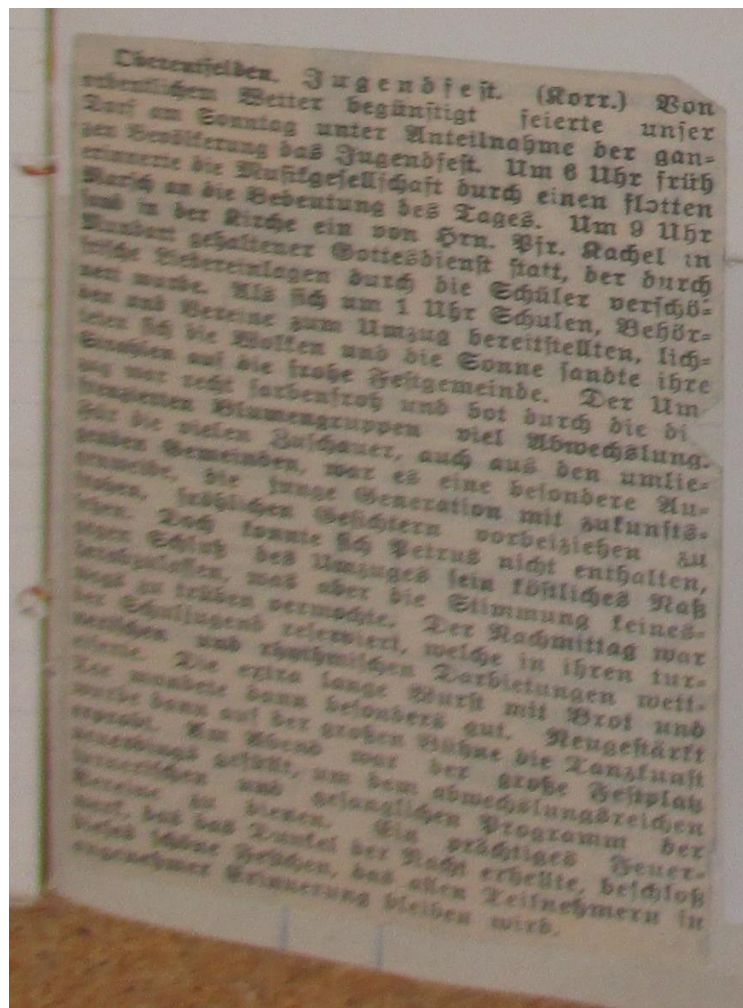 Oberentfelden. Jugendfest. (Korr.) Von
ordentlichem Wetter begünstigt feierte unser
Dorf am Sonntag unter Anteilnahme der gan-
zen Bevölkerung das Jugendfest. Um 6 Uhr früh
erinnerte die Musikgesellschaft durch einen flotten
Marsch an die Bedeutung des Tages. Um 9 Uhr
fand in der Kirche ein von Hrn. Pfr. Rachel in
Mundart gehaltener Gottesdienst statt, der durch
frische Liedereinlagen durch die Schüler verschö-
nert wurde. Als sich um 1 Uhr Schulen, Behör-
den und Vereine zum Umzug bereitstellten, lich-
teten sich die Wolken und die Sonne sandte ihre
Strahlen auf die frohe Festgemeinde. Der Um
zug war recht farbenfroh und bot durch die di
ferenzierten Blumengruppen viel Abwechslung.
Für die vielen Zuschauer, auch aus den umlie-
genden Gemeinden, war es eine besondere Au-
genweide, die junge Generation mit zukunfts-
frohen, fröhlichen Gesichtern vorbeiziehen zu
sehen. Doch konnte sich Petrus nicht enthalten,
gegen Schluß des Umzuges sein köstliches Naß
herabzulassen, was aber die Stimmung keines-
wegs zu trüben vermochte. Der Nachmittag war
der Schuljugend reserviert, welche in ihren tur-
nerischen und rhythmischen Darbietungen wett-
eiferte. Die extra lange Wurst mit Brot und
Tee mundete dann besonders gut. Neugestärkt
wurde dann auf der großen Bühne die Tanzkunst
erprobt. Am Abend war der große Festplatz
neuerdings gefüllt, um dem abwechslungsreichen
turnerischen und gesanglichen Programm der
Vereine zu dienen. Ein prächtiges Feuer-
werk, das das Dunkel der Nacht erhellte, beschloß
dieses schöne Festchen, das allen Teilnehmern in
angenehmer Erinnerung bleiben wird.